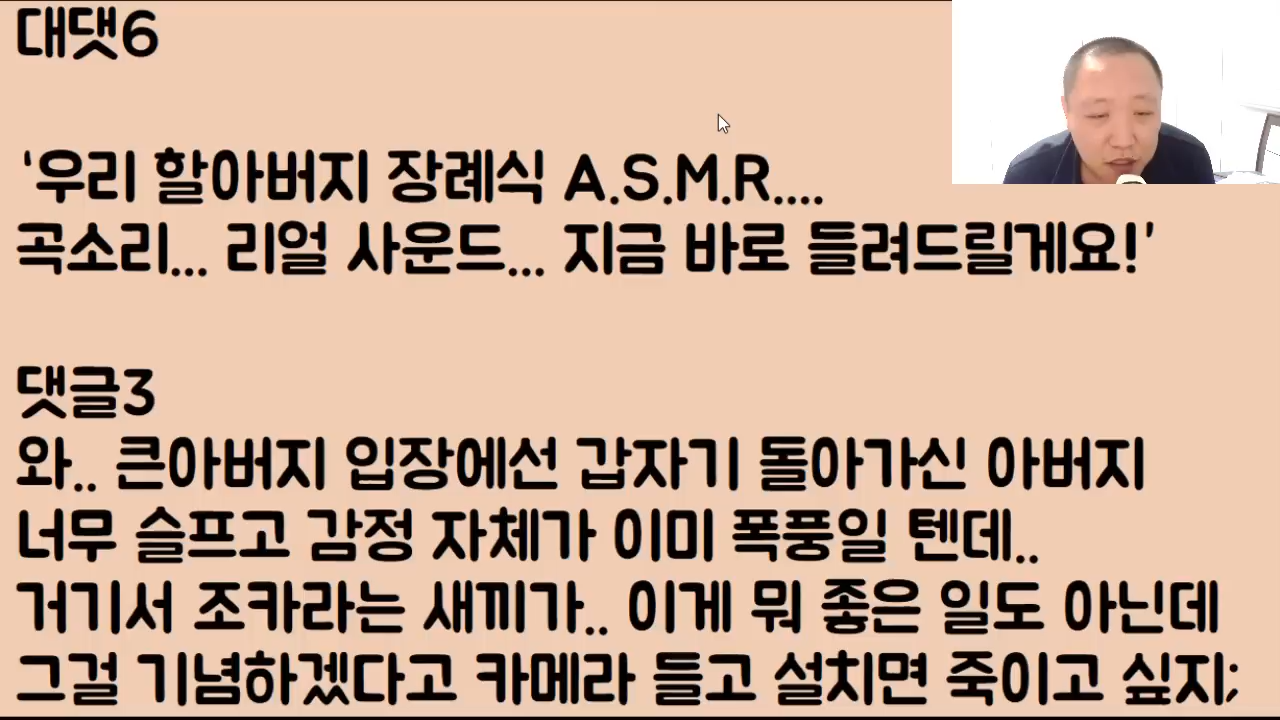 대댓6
‘우리 할아버지 장례식 A.S.M.R....
곡소리... 리얼 사운드... 지금 바로 들려드릴게요!’
댓글3
와.. 큰아버지 입장에선 갑자기 돌아가신 아버지
너무 슬프고 감정 자체가 이미 폭풍일 텐데..
거기서 조카라는 새끼가.. 이게 뭐 좋은 일도 아닌데
그걸 기념하겠다고 카메라 들고 설치면 죽이고 싶지;